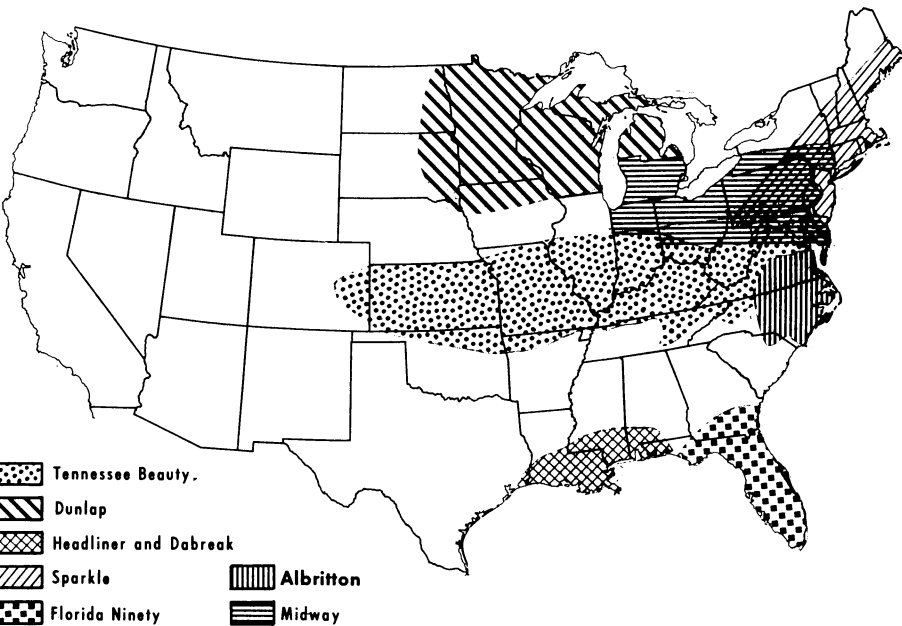 Tennessee Beauty.
Dunlap
Headliner and Dabreak
Sparkle
Florida Ninety
Albritton
Midway